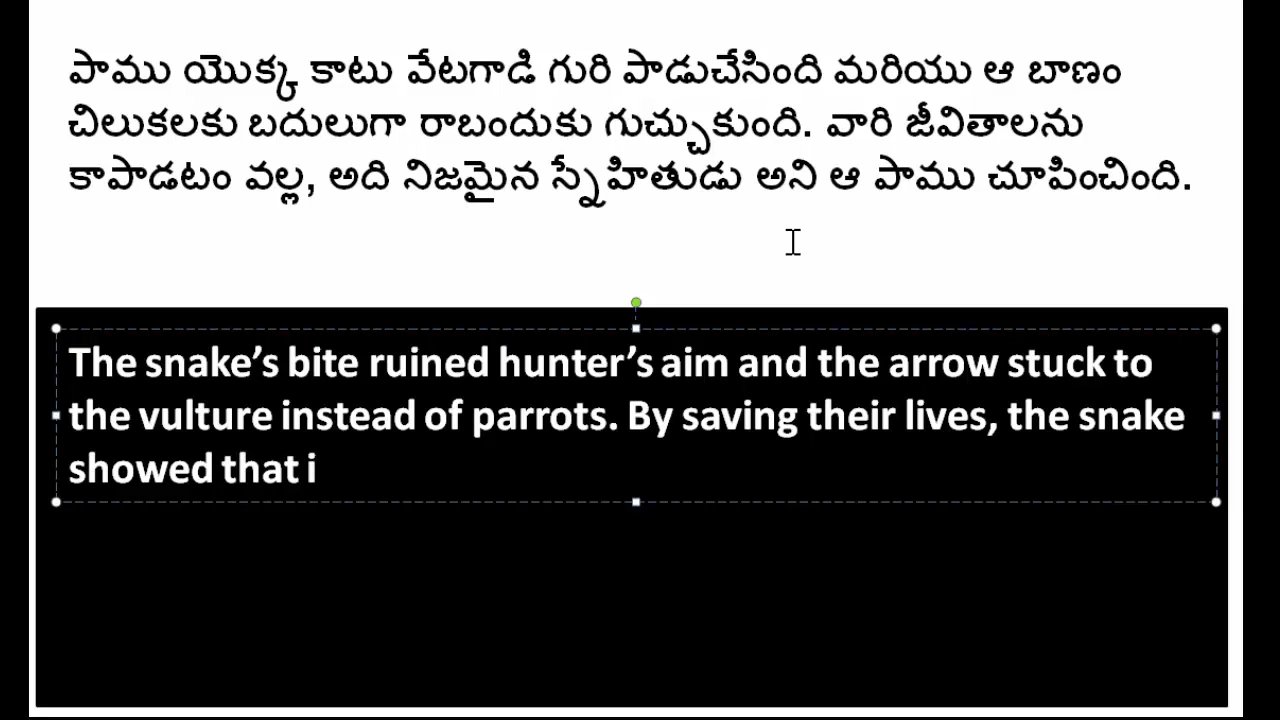 పాము యొక్క కాటు వేటగాడి గురి పాడుచేసింది మరియు ఆ బాణం
చిలుకలకు బదులుగా రాబందుకు గుచ్చుకుంది. వారి జీవితాలను
కాపాడటం వల్ల, అది నిజమైన స్నేహితుడు అని ఆ పాము చూపించింది.
The snake’s bite ruined hunter’s aim and the arrow stuck to
the vulture instead of parrots. By saving their lives, the snake
showed that i